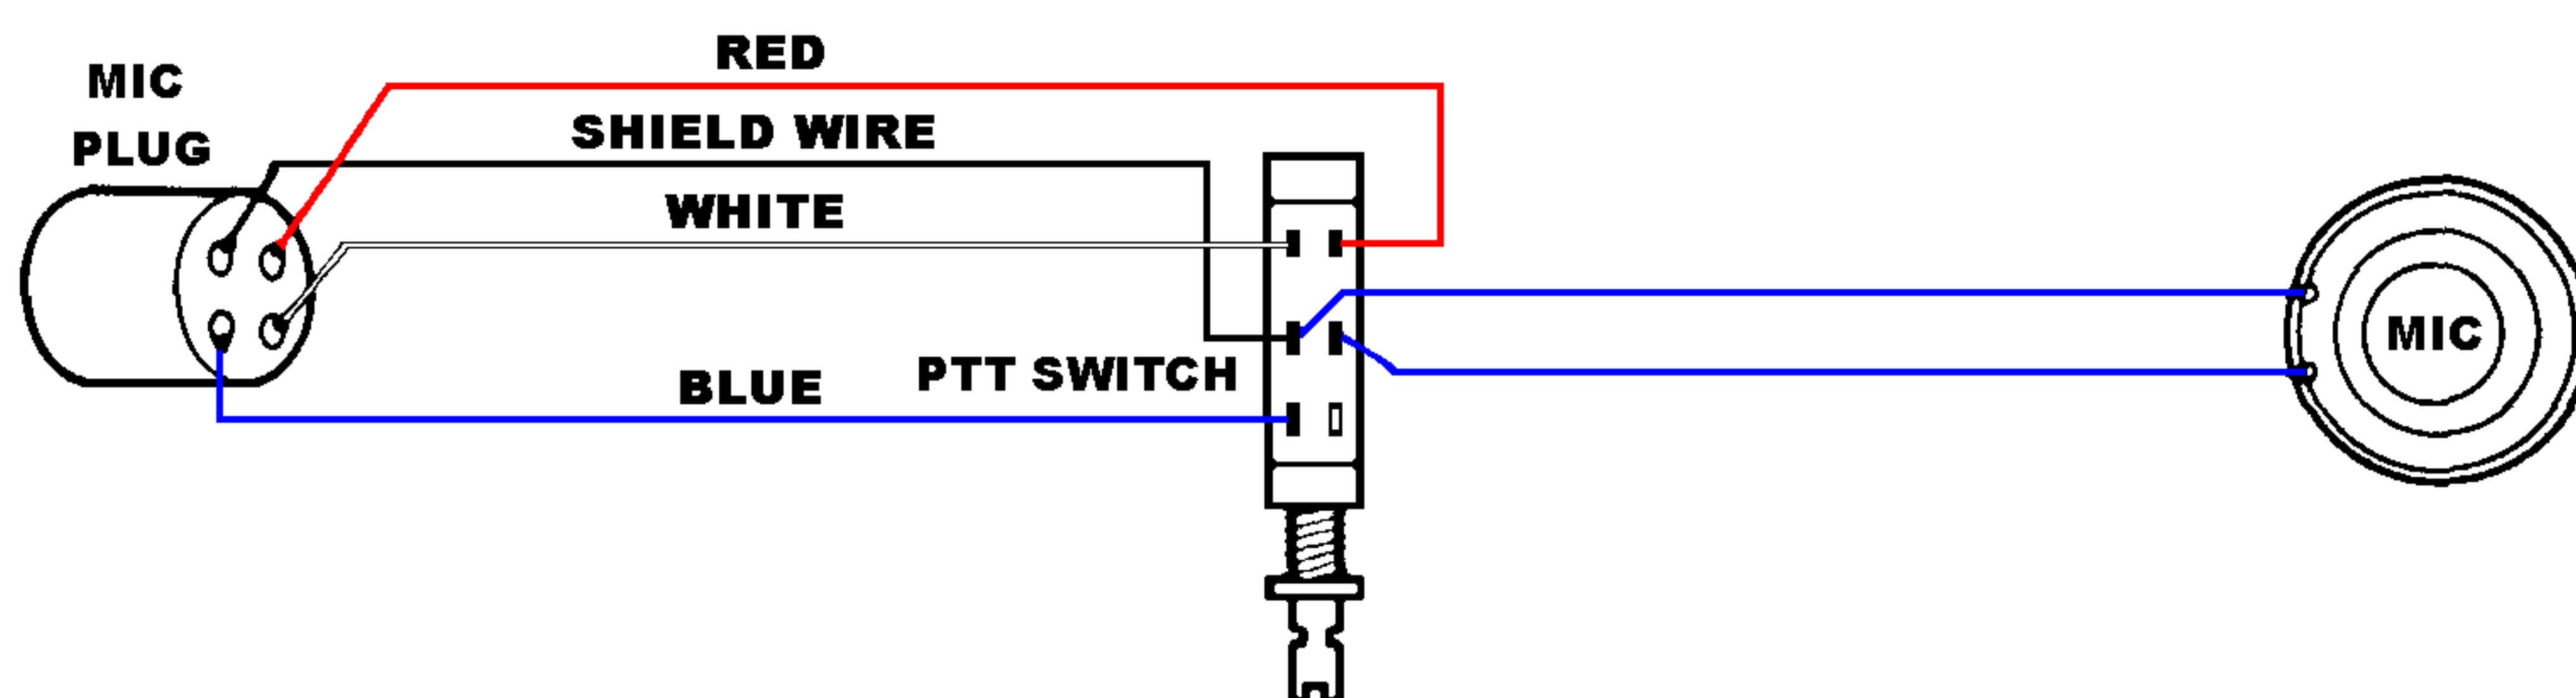 RED
MIC
PLUG
SHIELD WIRE
WHITE
MIC
PTT SWITCH
BLUE